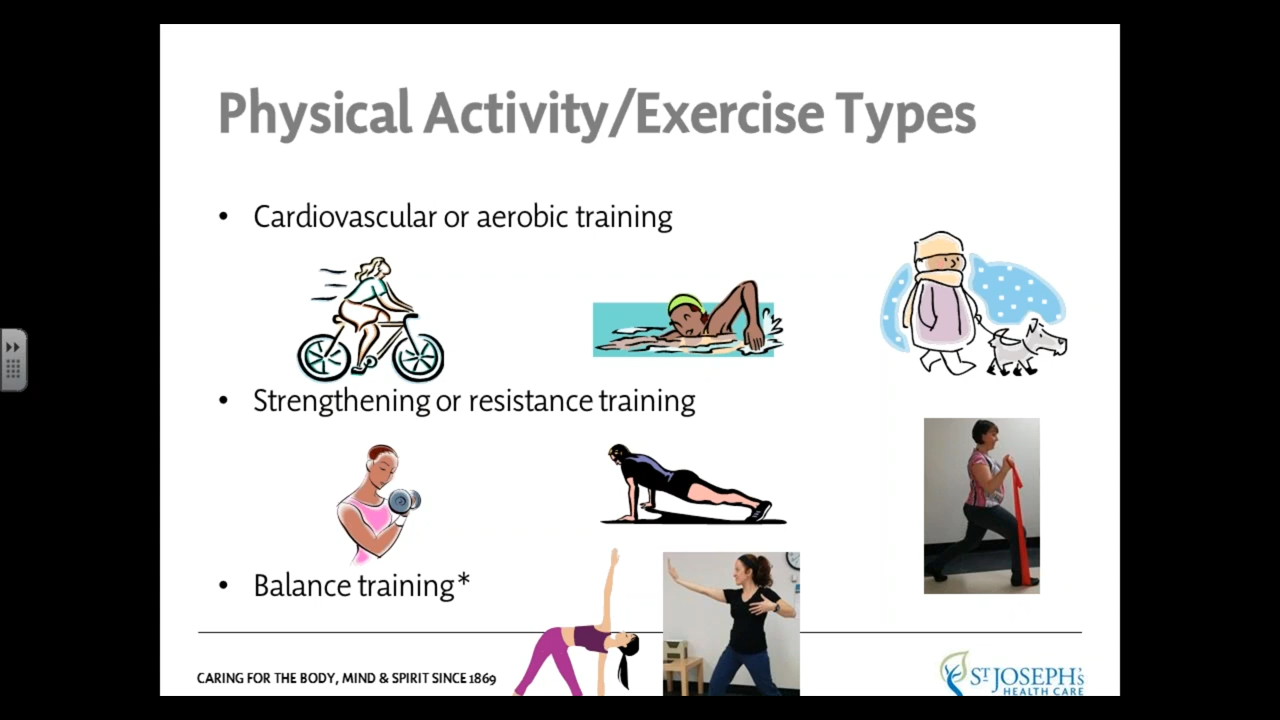 Physical Activity/Exercise Types
• Cardiovascular or aerobic training
• Strengthening or resistance training
• Balance training*
CARING FOR THE BODY, MIND & SPIRIT SINCE 1869
ST JOSEPH'S
HEALTH CARE